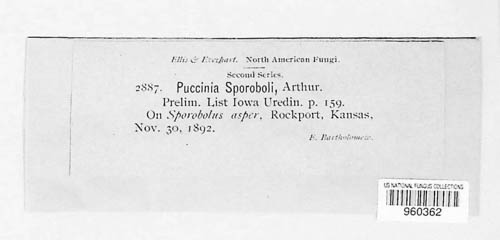 Ellis & Everhart. North American Fungi.
Second Series.
2887. Puccinia Sporoboli, Arthur.
Prelim. List Iowa Uredin. p. 159.
On Sporobolus asper, Rockport, Kansas,
Nov. 30, 1892.
E. Bartholomew.
US NATIONAL FUNGUS COLLECTIONS
960362